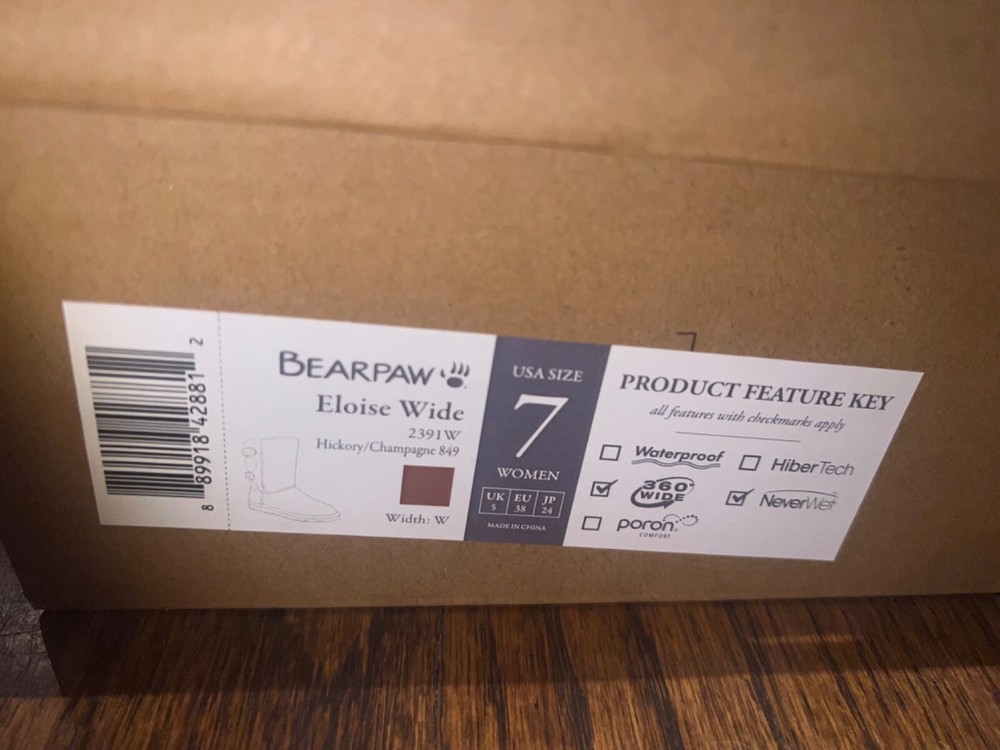 8 89918 42881 2
BEARPAW
Eloise Wide
2391W
Hickory/Champagne 849
Width: W
USA SIZE
7
WOMEN
UK EU JP
5 38 24
MADE IN CHINA
PRODUCT FEATURE KEY
all features with checkmarks apply
Waterproof
HiberTech
360°
WIDE
NeverWet
poron
COMFORT